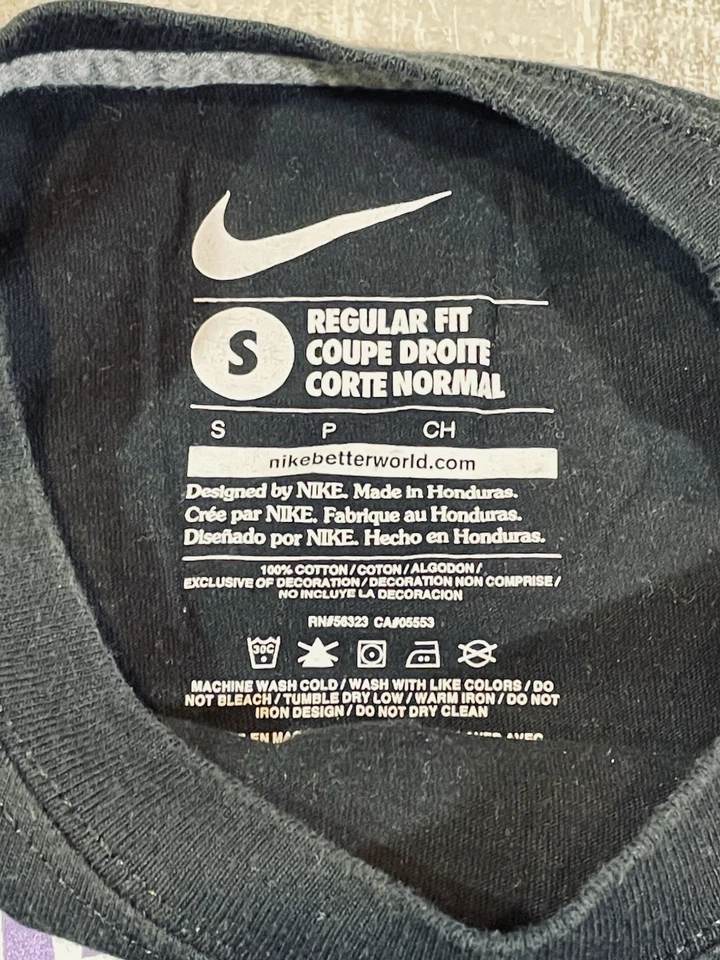 S REGULAR FIT
COUPE DROITE
CORTE NORMAL
S P CH
nikebetterworld.com
Designed by NIKE. Made in Honduras.
Crée par NIKE. Fabrique au Honduras.
Diseñado por NIKE. Hecho en Honduras.
100% COTTON / COTON / ALGODON /
EXCLUSIVE OF DECORATION / DECORATION NON COMPRISE /
NO INCLUYE LA DECORACION
RN#56323 CA#05553
30C
MACHINE WASH COLD / WASH WITH LIKE COLORS / DO
NOT BLEACH / TUMBLE DRY LOW / WARM IRON / DO NOT
IRON DESIGN / DO NOT DRY CLEAN
EN